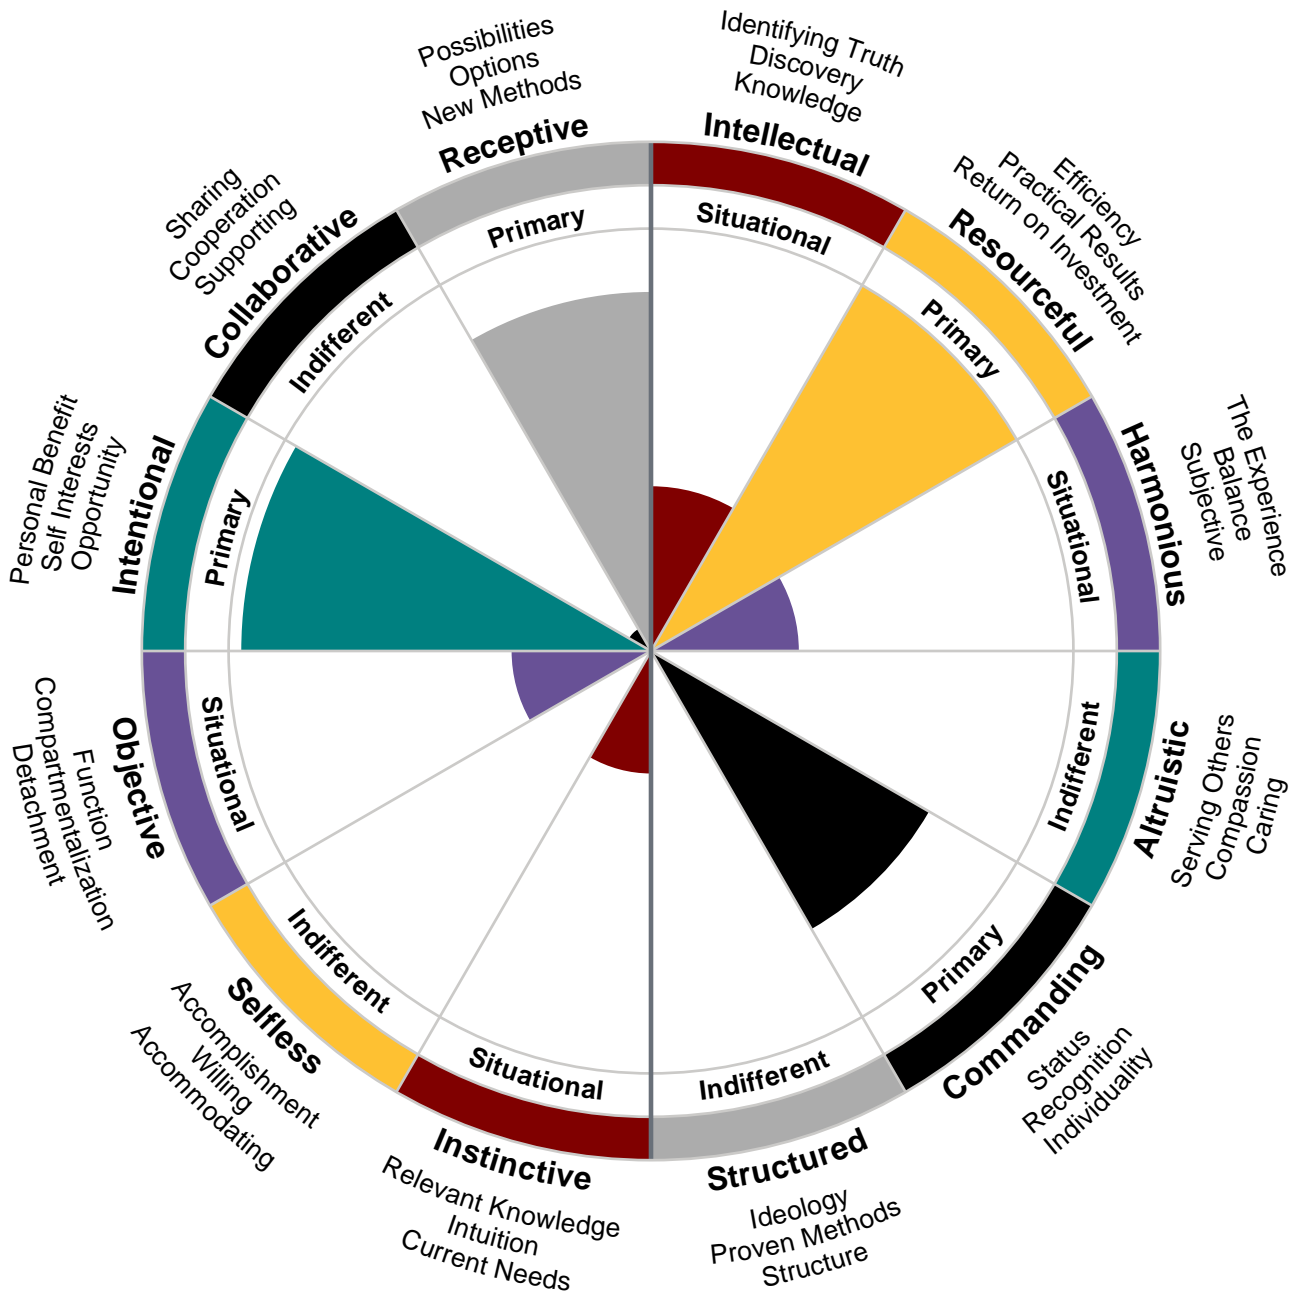 Identifying Truth
Discovery
Knowledge
Intellectual
Situational
Efficiency
Practical Results
Return on Investment
Resourceful
Primary
The Experience
Balance
Subjective
Harmonious
Situational
Indifferent
Altruistic
Serving Others
Compassion
Caring
Primary
Commanding
Status
Recognition
Individuality
Indifferent
Structured
Ideology
Proven Methods
Structure
Situational
Instinctive
Relevant Knowledge
Intuition
Current Needs
Indifferent
Selfless
Accomplishment
Willing
Accommodating
Situational
Objective
Function
Compartmentalization
Detachment
Personal Benefit
Self Interests
Opportunity
Intentional
Primary
Sharing
Cooperation
Supporting
Collaborative
Indifferent
Possibilities
Options
New Methods
Receptive
Primary